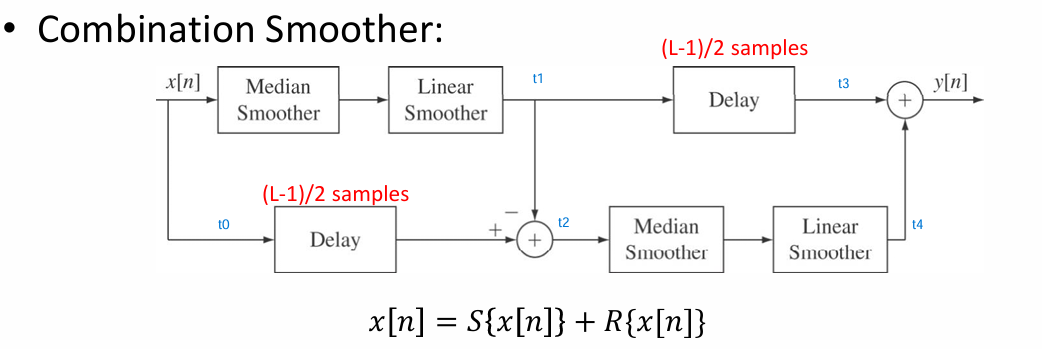 • Combination Smoother:
(L-1)/2 samples
x[n]
Median
Smoother
Linear
Smoother
t1
Delay
t3
+
y[n]
(L-1)/2 samples
t0
Delay
+
−
+
t2
Median
Smoother
Linear
Smoother
t4
x[n] = S{x[n]} + R{x[n]}